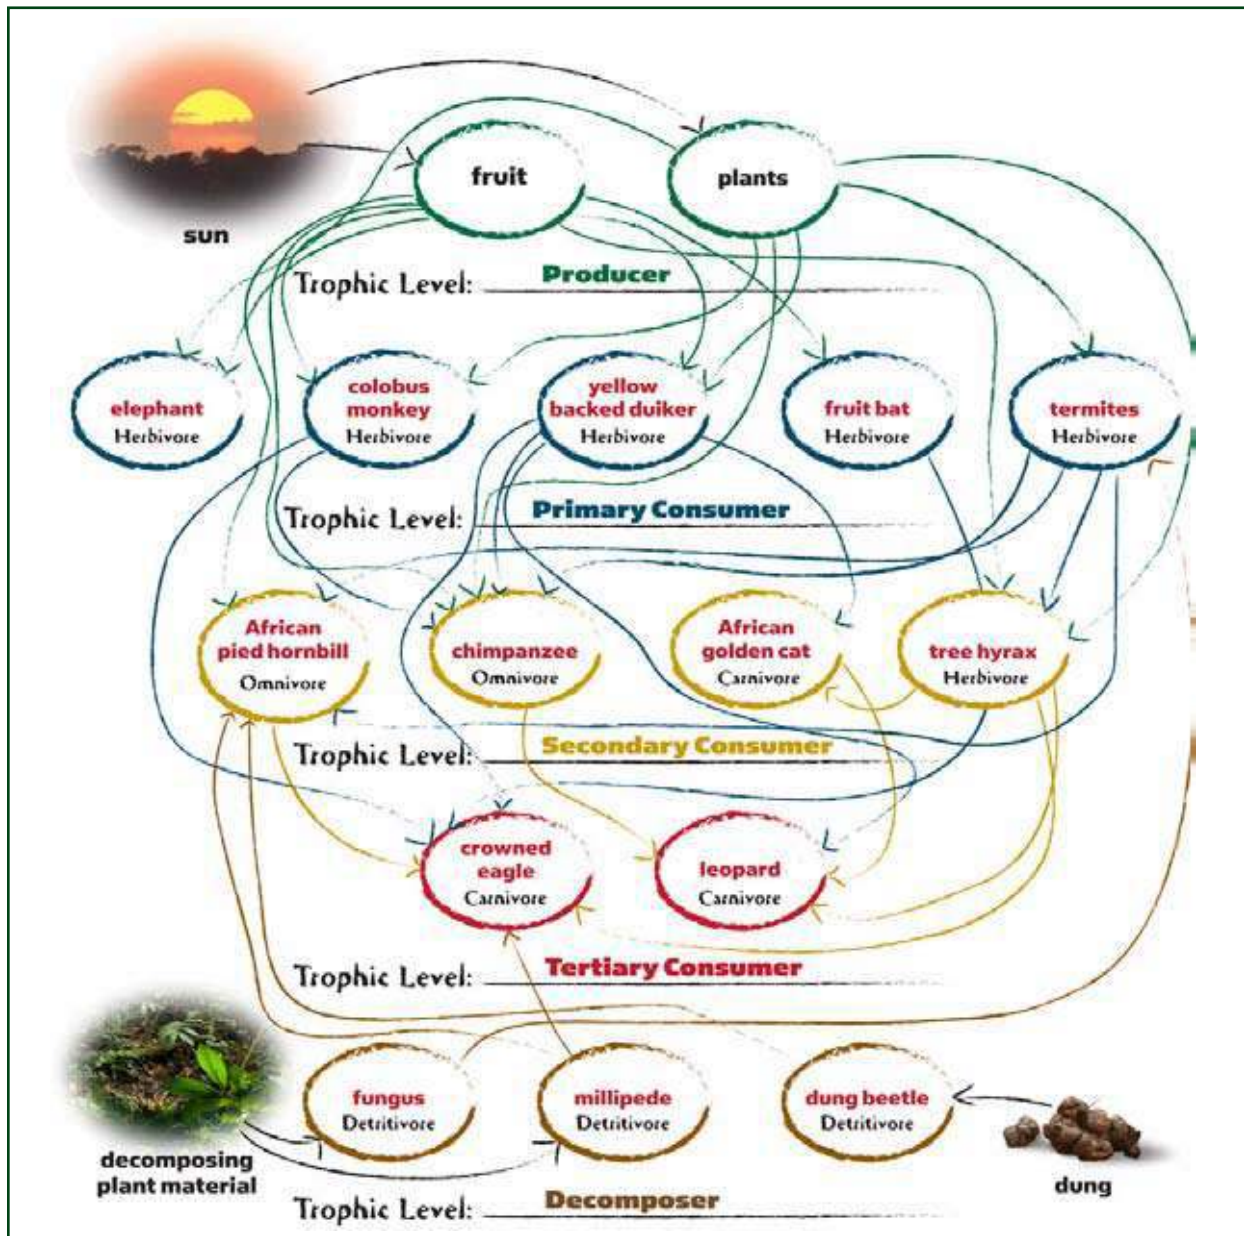 sun
fruit
plants
Trophic Level: Producer
elephant
Herbivore
colobus
monkey
Herbivore
yellow
backed duiker
Herbivore
fruit bat
Herbivore
termites
Herbivore
Trophic Level: Primary Consumer
African
pied hornbill
Omnivore
chimpanzee
Omnivore
African
golden cat
Carnivore
tree hyrax
Herbivore
Trophic Level: Secondary Consumer
crowned
eagle
Carnivore
leopard
Carnivore
Trophic Level: Tertiary Consumer
decomposing
plant material
fungus
Detritivore
millipede
Detritivore
dung beetle
Detritivore
dung
Trophic Level: Decomposer